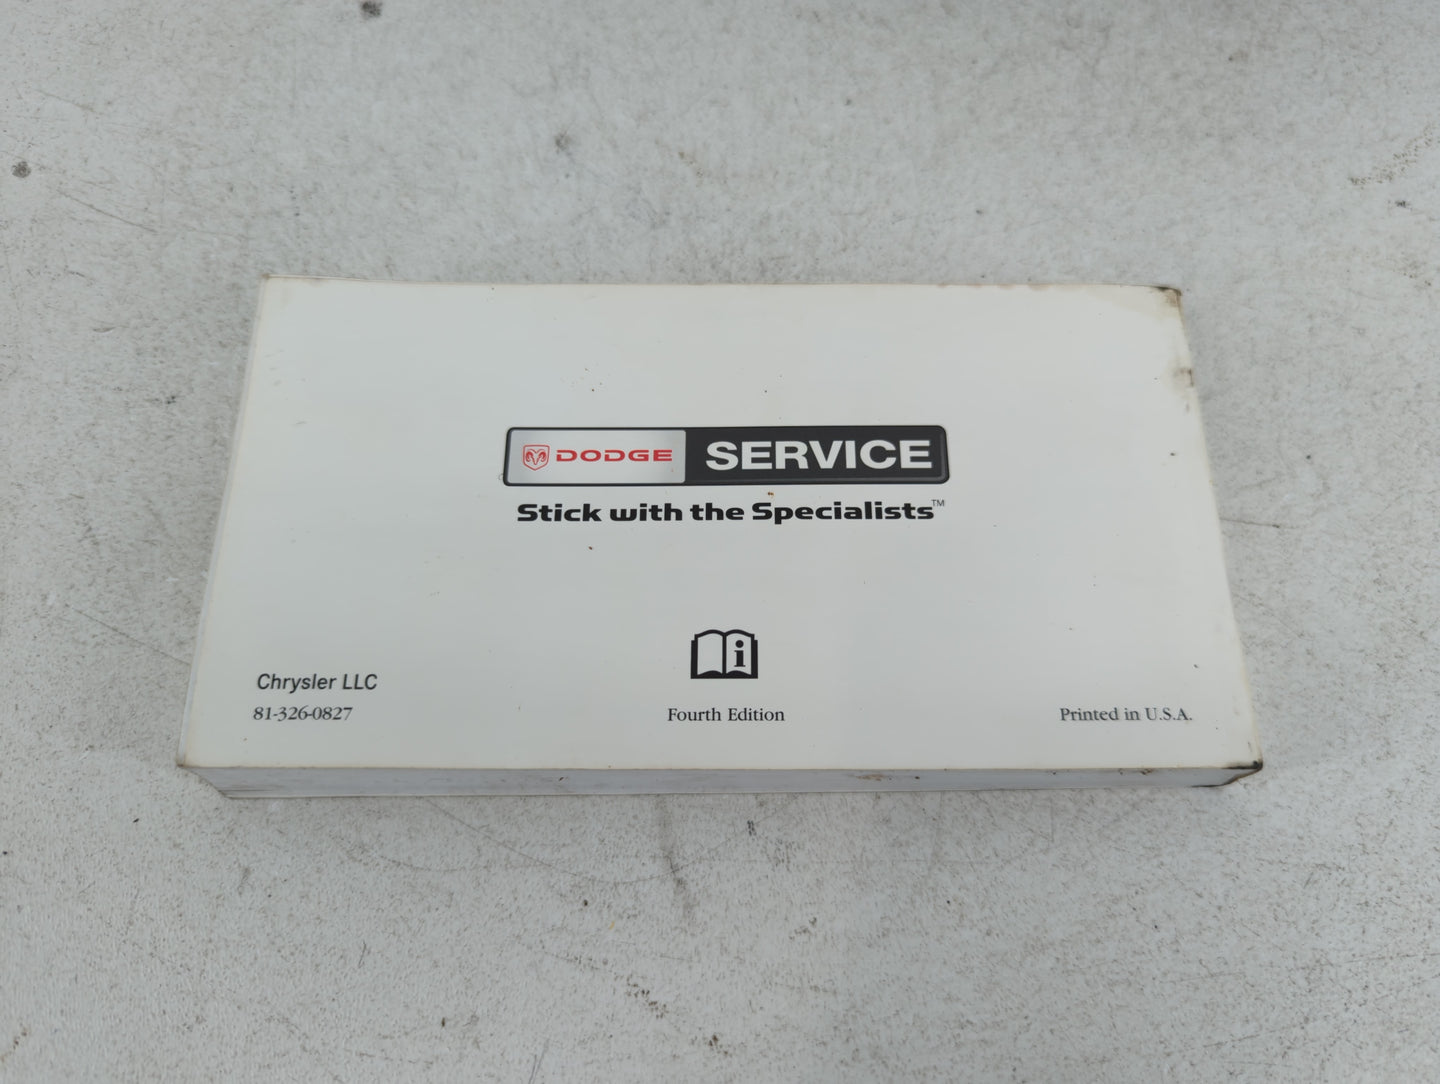 DODGE SERVICE
Stick with the Specialists™
i
Chrysler LLC
81-326-0827
Fourth Edition
Printed in U.S.A.